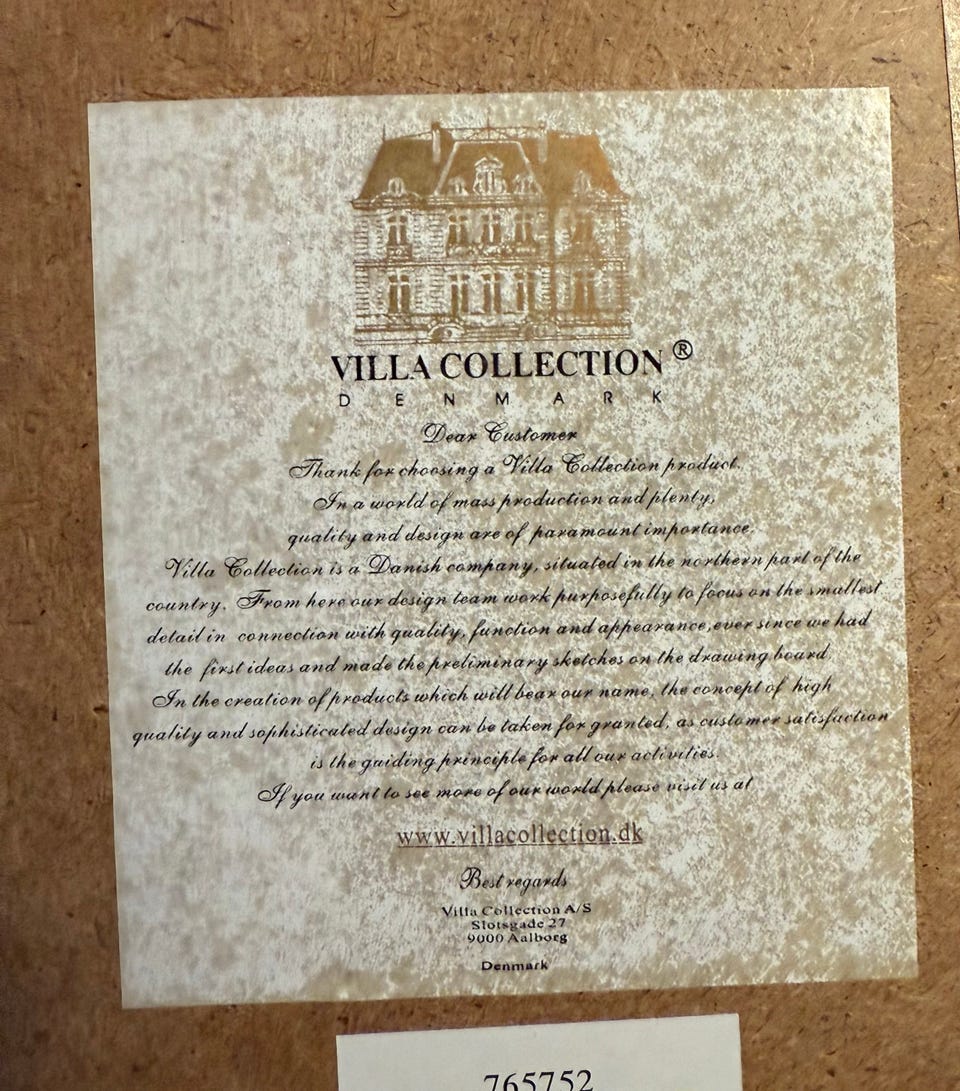 VILLA COLLECTION ®
DENMARK
Dear Customer
Thank for choosing a Villa Collection product.
In a world of mass production and plenty,
quality and design are of paramount importance.
Villa Collection is a Danish company, situated in the northern part of the
country. From here our design team work purposefully to focus on the smallest
detail in connection with quality, function and appearance, ever since we had
the first ideas and made the preliminary sketches on the drawing board.
In the creation of products which will bear our name, the concept of high
quality and sophisticated design can be taken for granted, as customer satisfaction
is the guiding principle for all our activities.
If you want to see more of our world please visit us at
www.villacollection.dk
Best regards
Villa Collection A/S
Slotsgade 27
9000 Aalborg
Denmark
765752